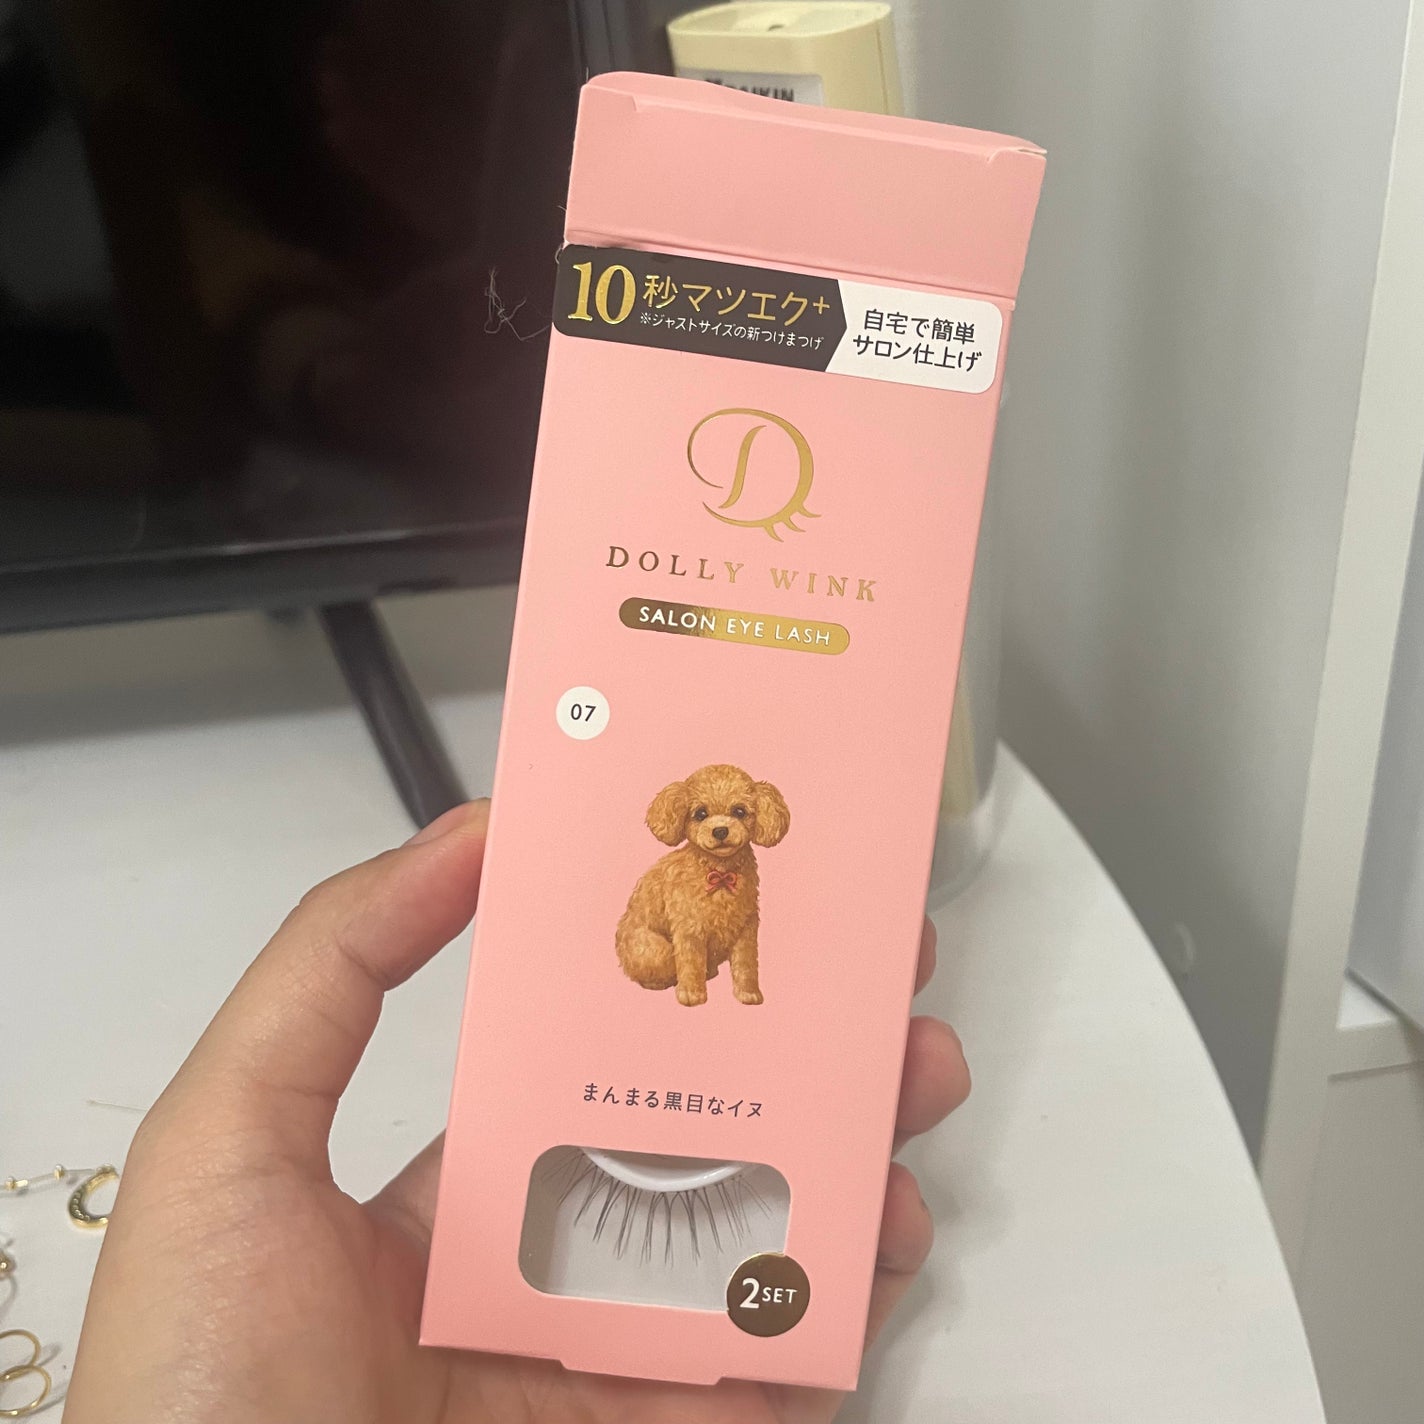 DAIKIN
10秒マツエク+
※ジャストサイズの新つけまつげ
自宅で簡単
サロン仕上げ
D
DOLLY WINK
SALON EYE LASH
07
まんまる黒目なイヌ
2SET